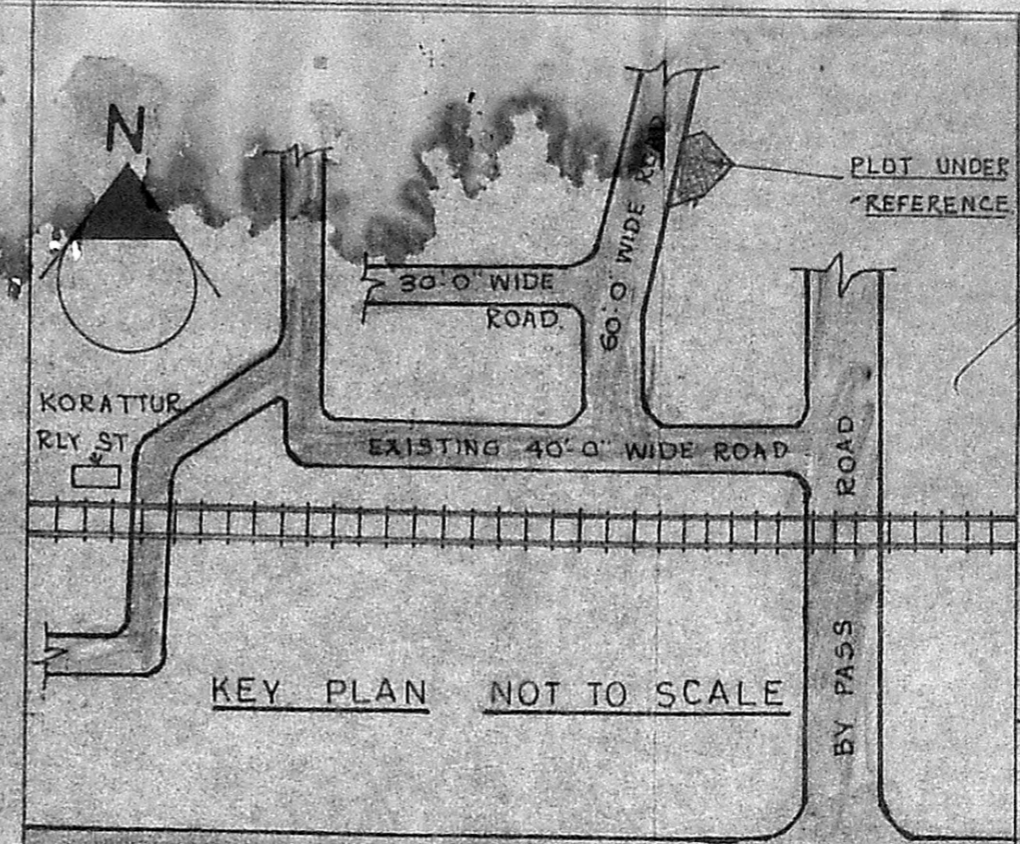 N
PLOT UNDER
REFERENCE
60'-0" WIDE ROAD
30'-0" WIDE
ROAD.
KORATTUR
RLY ST
EXISTING 40'-0" WIDE ROAD
BY PASS ROAD
KEY PLAN NOT TO SCALE